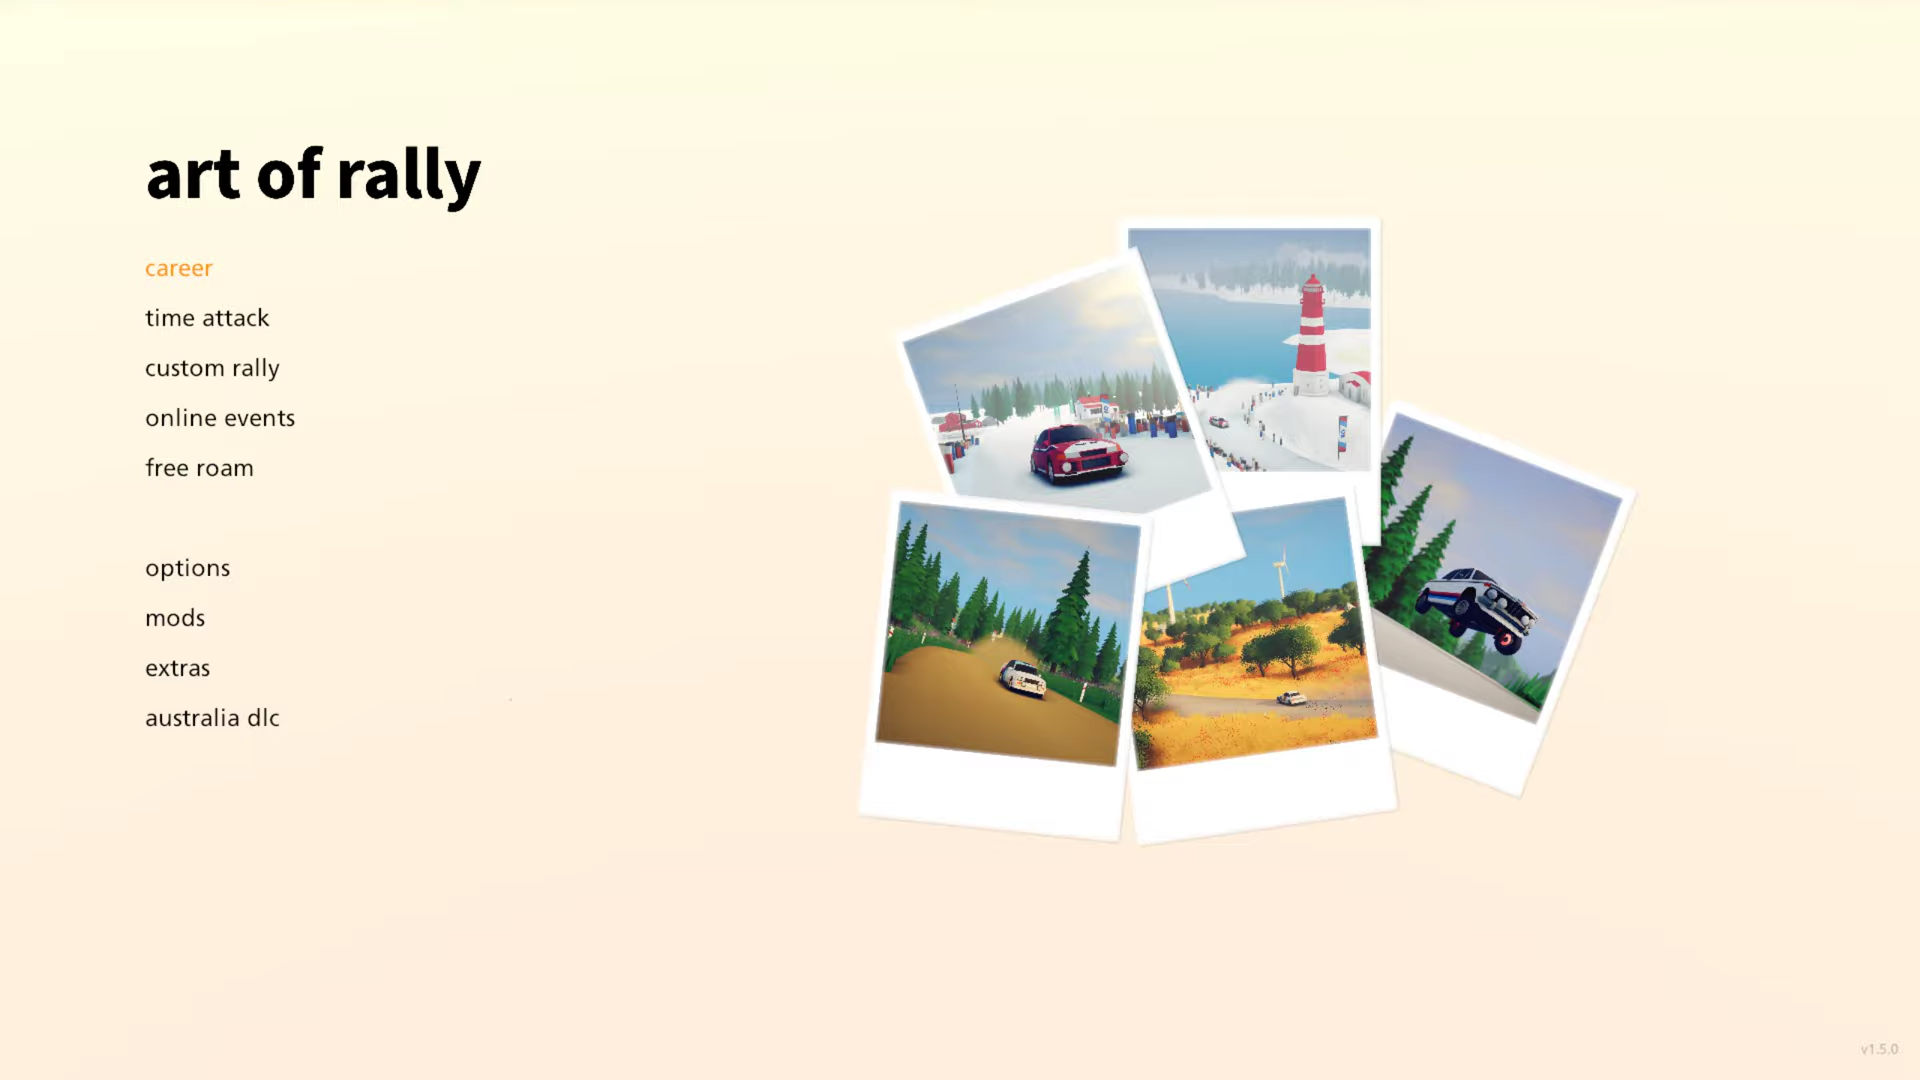 art of rally
career
time attack
custom rally
online events
free roam
options
mods
extras
australia dlc
v1.5.0